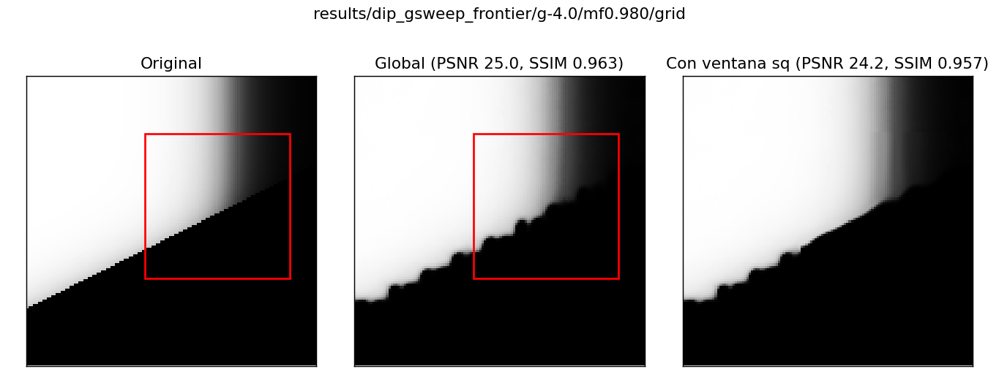 results/dip_gsweep_frontier/g-4.0/mf0.980/grid
Original
Global (PSNR 25.0, SSIM 0.963)
Con ventana sq (PSNR 24.2, SSIM 0.957)